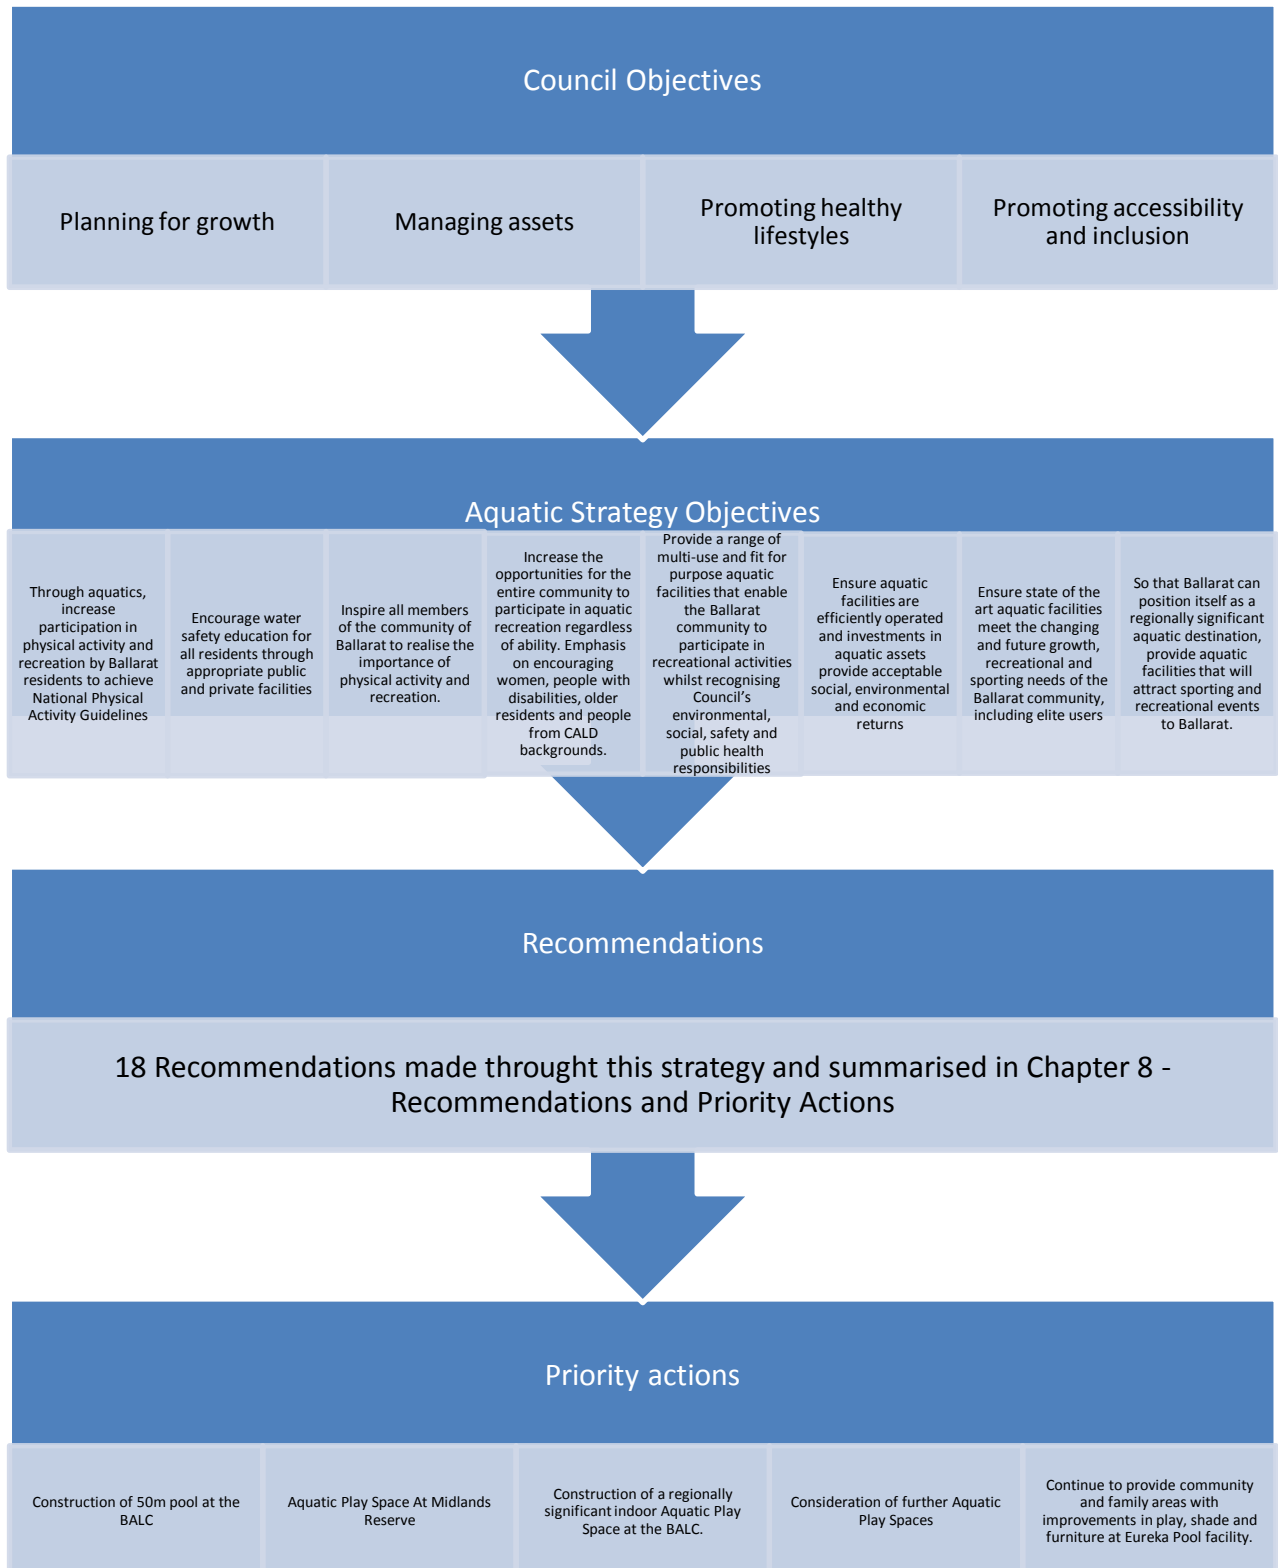 Council Objectives
Planning for growth
Managing assets
Promoting healthy
lifestyles
Promoting accessibility
and inclusion
Aquatic Strategy Objectives
Through aquatics,
increase
participation in
physical activity and
recreation by Ballarat
residents to achieve
National Physical
Activity Guidelines
Encourage water
safety education for
all residents through
appropriate public
and private facilities
Inspire all members
of the community of
Ballarat to realise the
importance of
physical activity and
recreation.
Increase the
opportunities for the
entire community to
participate in aquatic
recreation regardless
of ability. Emphasis
on encouraging
women, people with
disabilities, older
residents and people
from CALD
backgrounds.
Provide a range of
multi-use and fit for
purpose aquatic
facilities that enable
the Ballarat
community to
participate in
recreational activities
whilst recognising
Council's
environmental,
social, safety and
public health
responsibilities
Ensure aquatic
facilities are
efficiently operated
and investments in
aquatic assets
provide acceptable
social, environmental
and economic
returns
Ensure state of the
art aquatic facilities
meet the changing
and future growth,
recreational and
sporting needs of the
Ballarat community,
including elite users
So that Ballarat can
position itself as a
regionally significant
aquatic destination,
provide aquatic
facilities that will
attract sporting and
recreational events
to Ballarat.
Recommendations
18 Recommendations made throught this strategy and summarised in Chapter 8 -
Recommendations and Priority Actions
Priority actions
Construction of 50m pool at the
BALC
Aquatic Play Space At Midlands
Reserve
Construction of a regionally
significant indoor Aquatic Play
Space at the BALC.
Consideration of further Aquatic
Play Spaces
Continue to provide community
and family areas with
improvements in play, shade and
furniture at Eureka Pool facility.